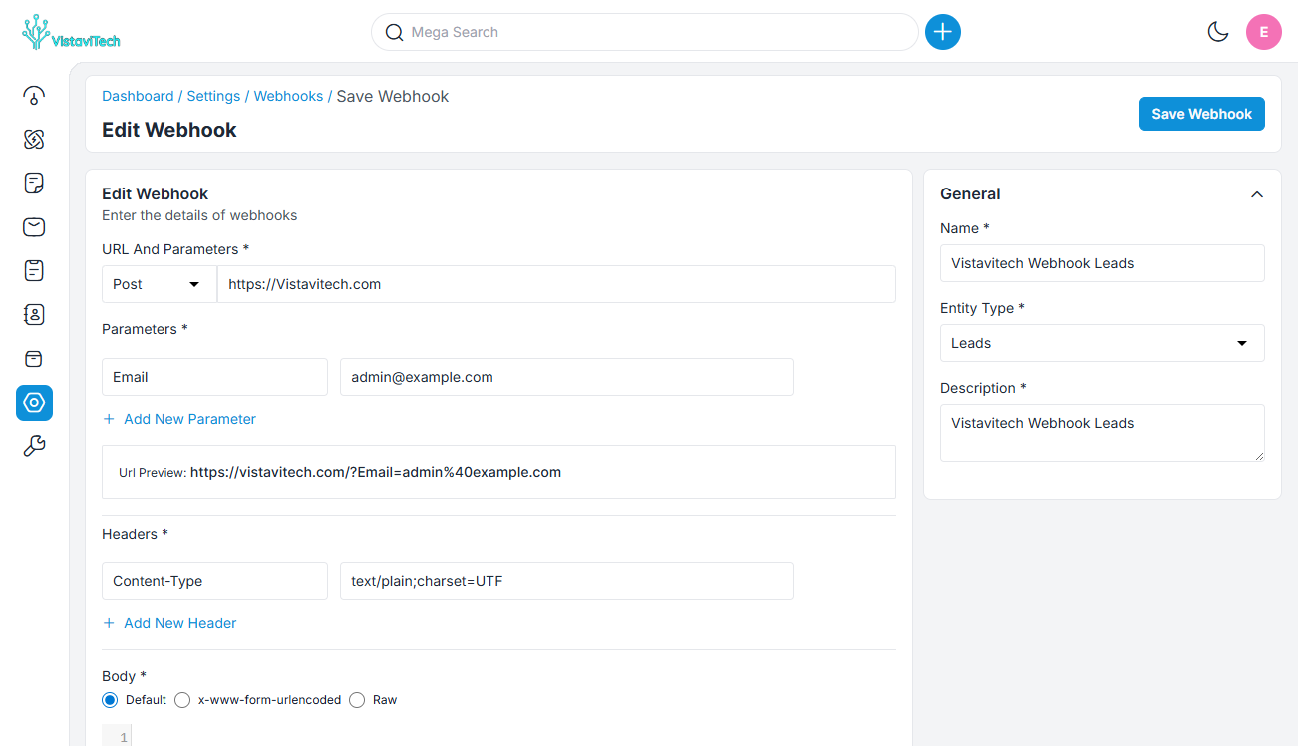 VistaviTech
Mega Search
E
Dashboard / Settings / Webhooks / Save Webhook
Edit Webhook
Save Webhook
Edit Webhook
Enter the details of webhooks
URL And Parameters *
Post
https://Vistavitech.com
Parameters *
Email
admin@example.com
+ Add New Parameter
Url Preview: https://vistavitech.com/?Email=admin%40example.com
Headers *
Content-Type
text/plain;charset=UTF
+ Add New Header
Body *
Defaul:
x-www-form-urlencoded
Raw
1
General
Name *
Vistavitech Webhook Leads
Entity Type *
Leads
Description *
Vistavitech Webhook Leads